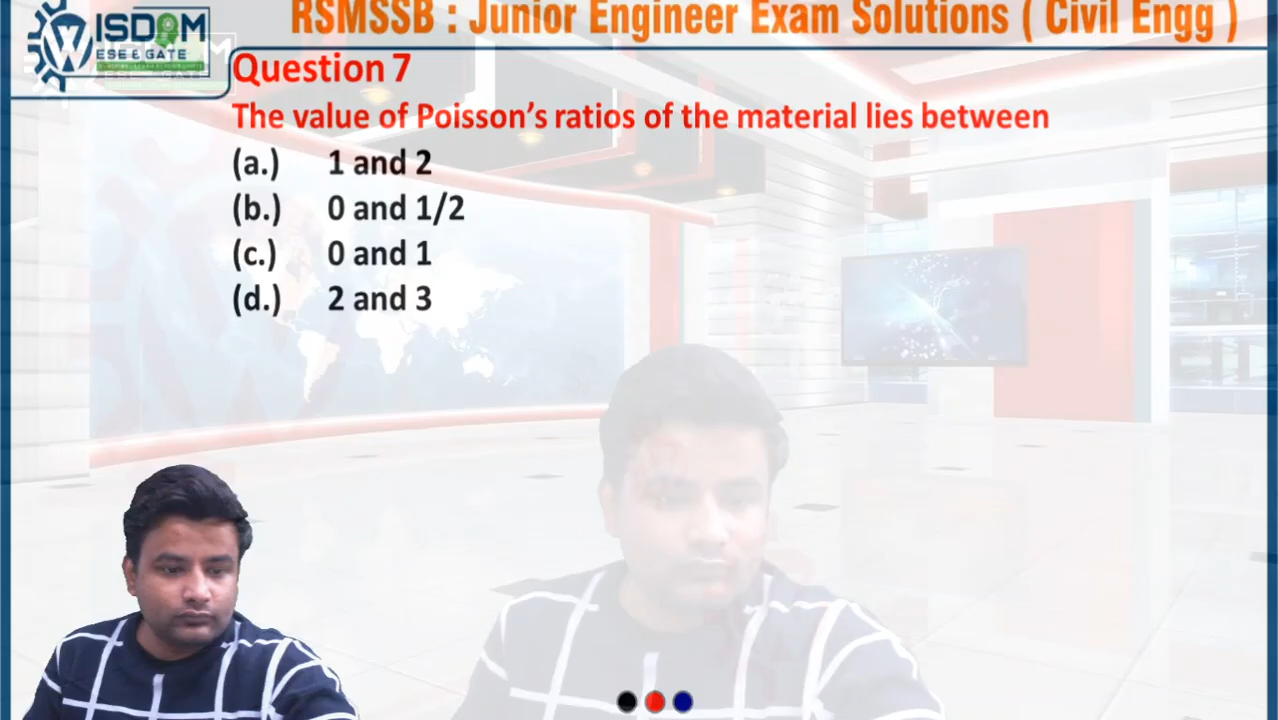 RSMSSB : Junior Engineer Exam Solutions ( Civil Engg )
WISDOM
ESE & GATE
Question 7
The value of Poisson’s ratios of the material lies between
(a.) 1 and 2
(b.) 0 and 1/2
(c.) 0 and 1
(d.) 2 and 3